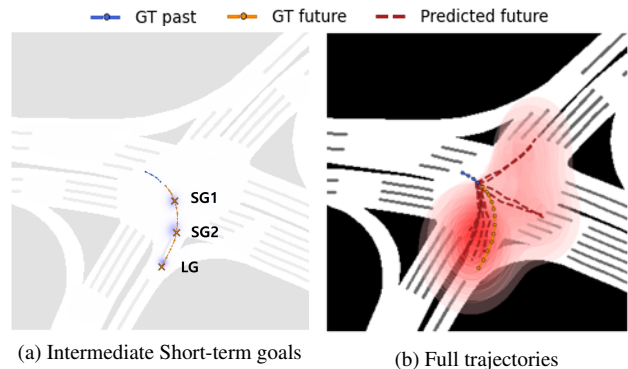 GT past GT future Predicted future
SG1
SG2
LG
(a) Intermediate Short-term goals
(b) Full trajectories